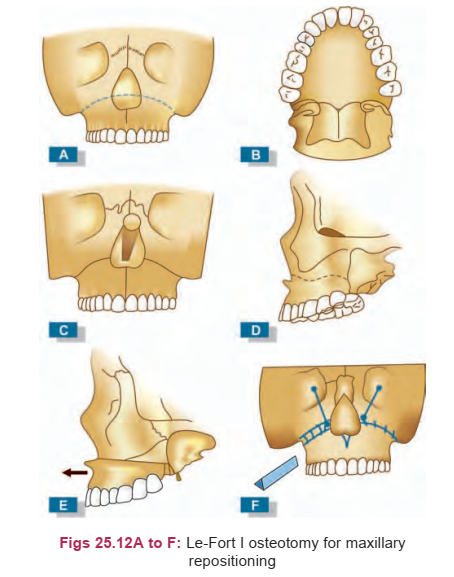 A
B
C
D
E
F
Figs 25.12A to F: Le-Fort I osteotomy for maxillary
repositioning